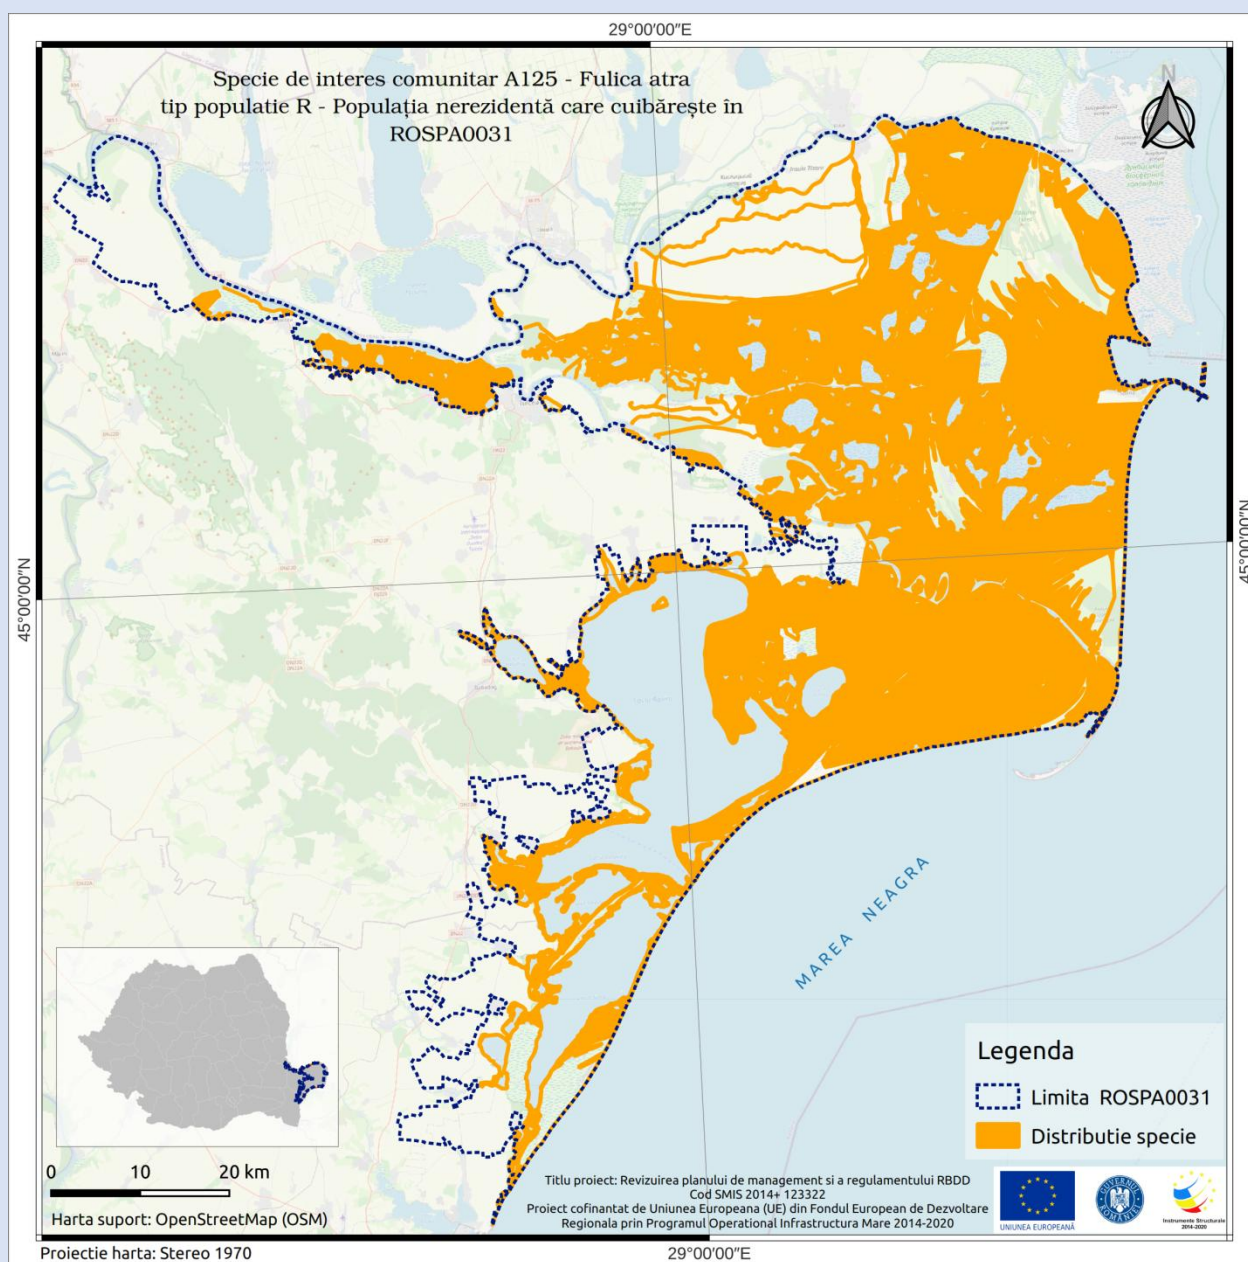 29°00'00"E
Specie de interes comunitar A125 - Fulica atra
tip populatie R - Populația nerezidentă care cuibărește în
ROSPA0031
N
45°00'00"N
45°00'00"N
MAREA NEAGRA
Legenda
Limita ROSPA0031
Distributie specie
0 10 20 km
Harta suport: OpenStreetMap (OSM)
Titlu proiect: Revizuirea planului de management si a regulamentului RBDD
Cod SMIS 2014+ 123322
Proiect cofinantat de Uniunea Europeana (UE) din Fondul European de Dezvoltare
Regionala prin Programul Operational Infrastructura Mare 2014-2020
UNIUNEA EUROPEANĂ
GUVERNUL ROMÂNIEI
Instrumente Structurale
2014-2020
Proiectie harta: Stereo 1970
29°00'00"E